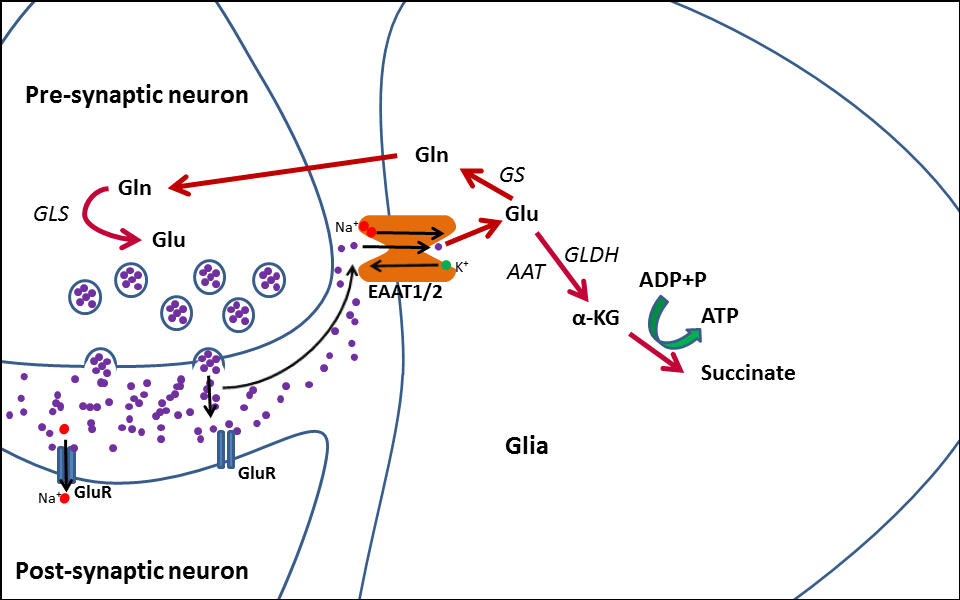 Pre-synaptic neuron
Gln
GS
Gln
GLS
Glu
Glu
Na⁺
K⁺
EAAT1/2
GLDH
AAT
ADP+P
α-KG
ATP
Succinate
Glia
GluR
GluR
Na⁺
Post-synaptic neuron